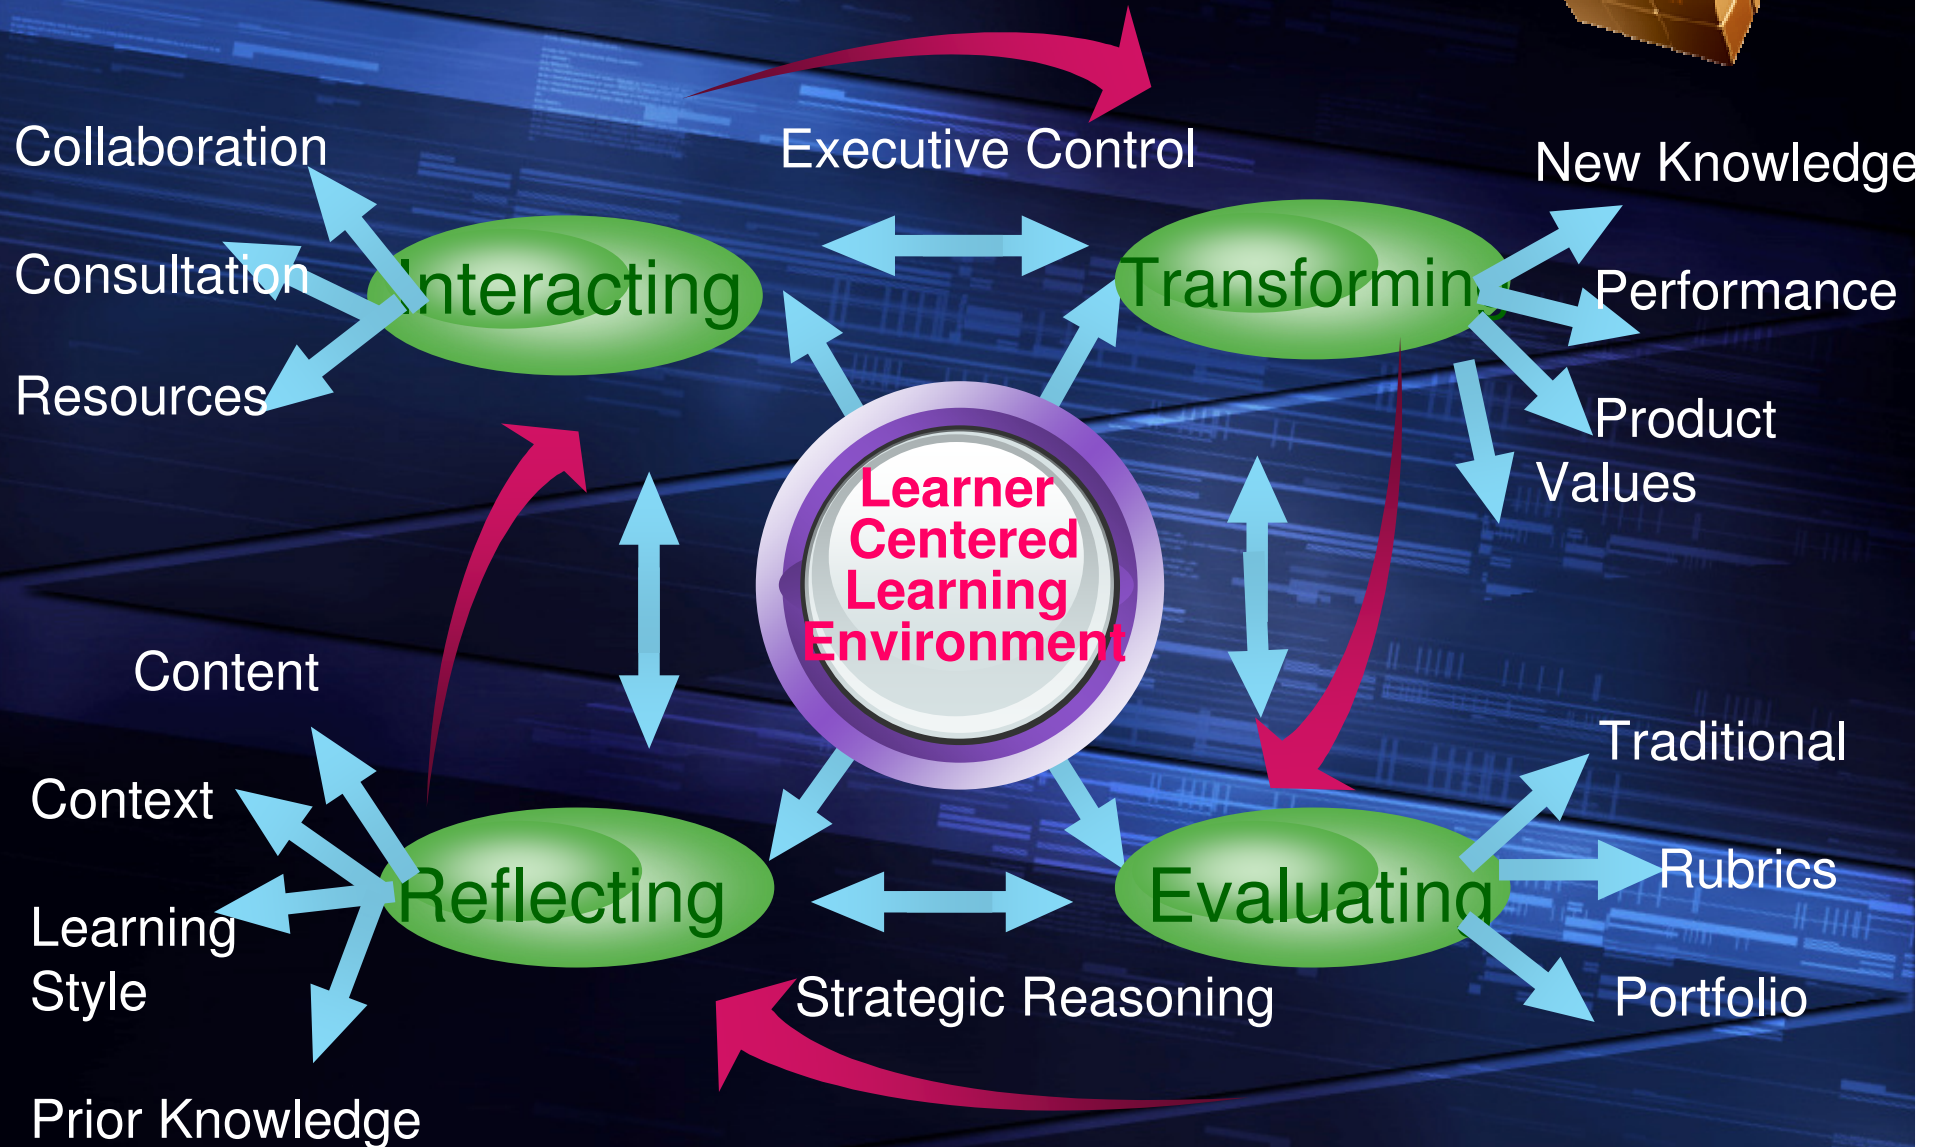 Collaboration
Executive Control
New Knowledge
Consultation
Interacting
Transforming
Performance
Resources
Product
Values
Learner
Centered
Learning
Environment
Content
Traditional
Context
Reflecting
Evaluating
Rubrics
Learning
Style
Strategic Reasoning
Portfolio
Prior Knowledge